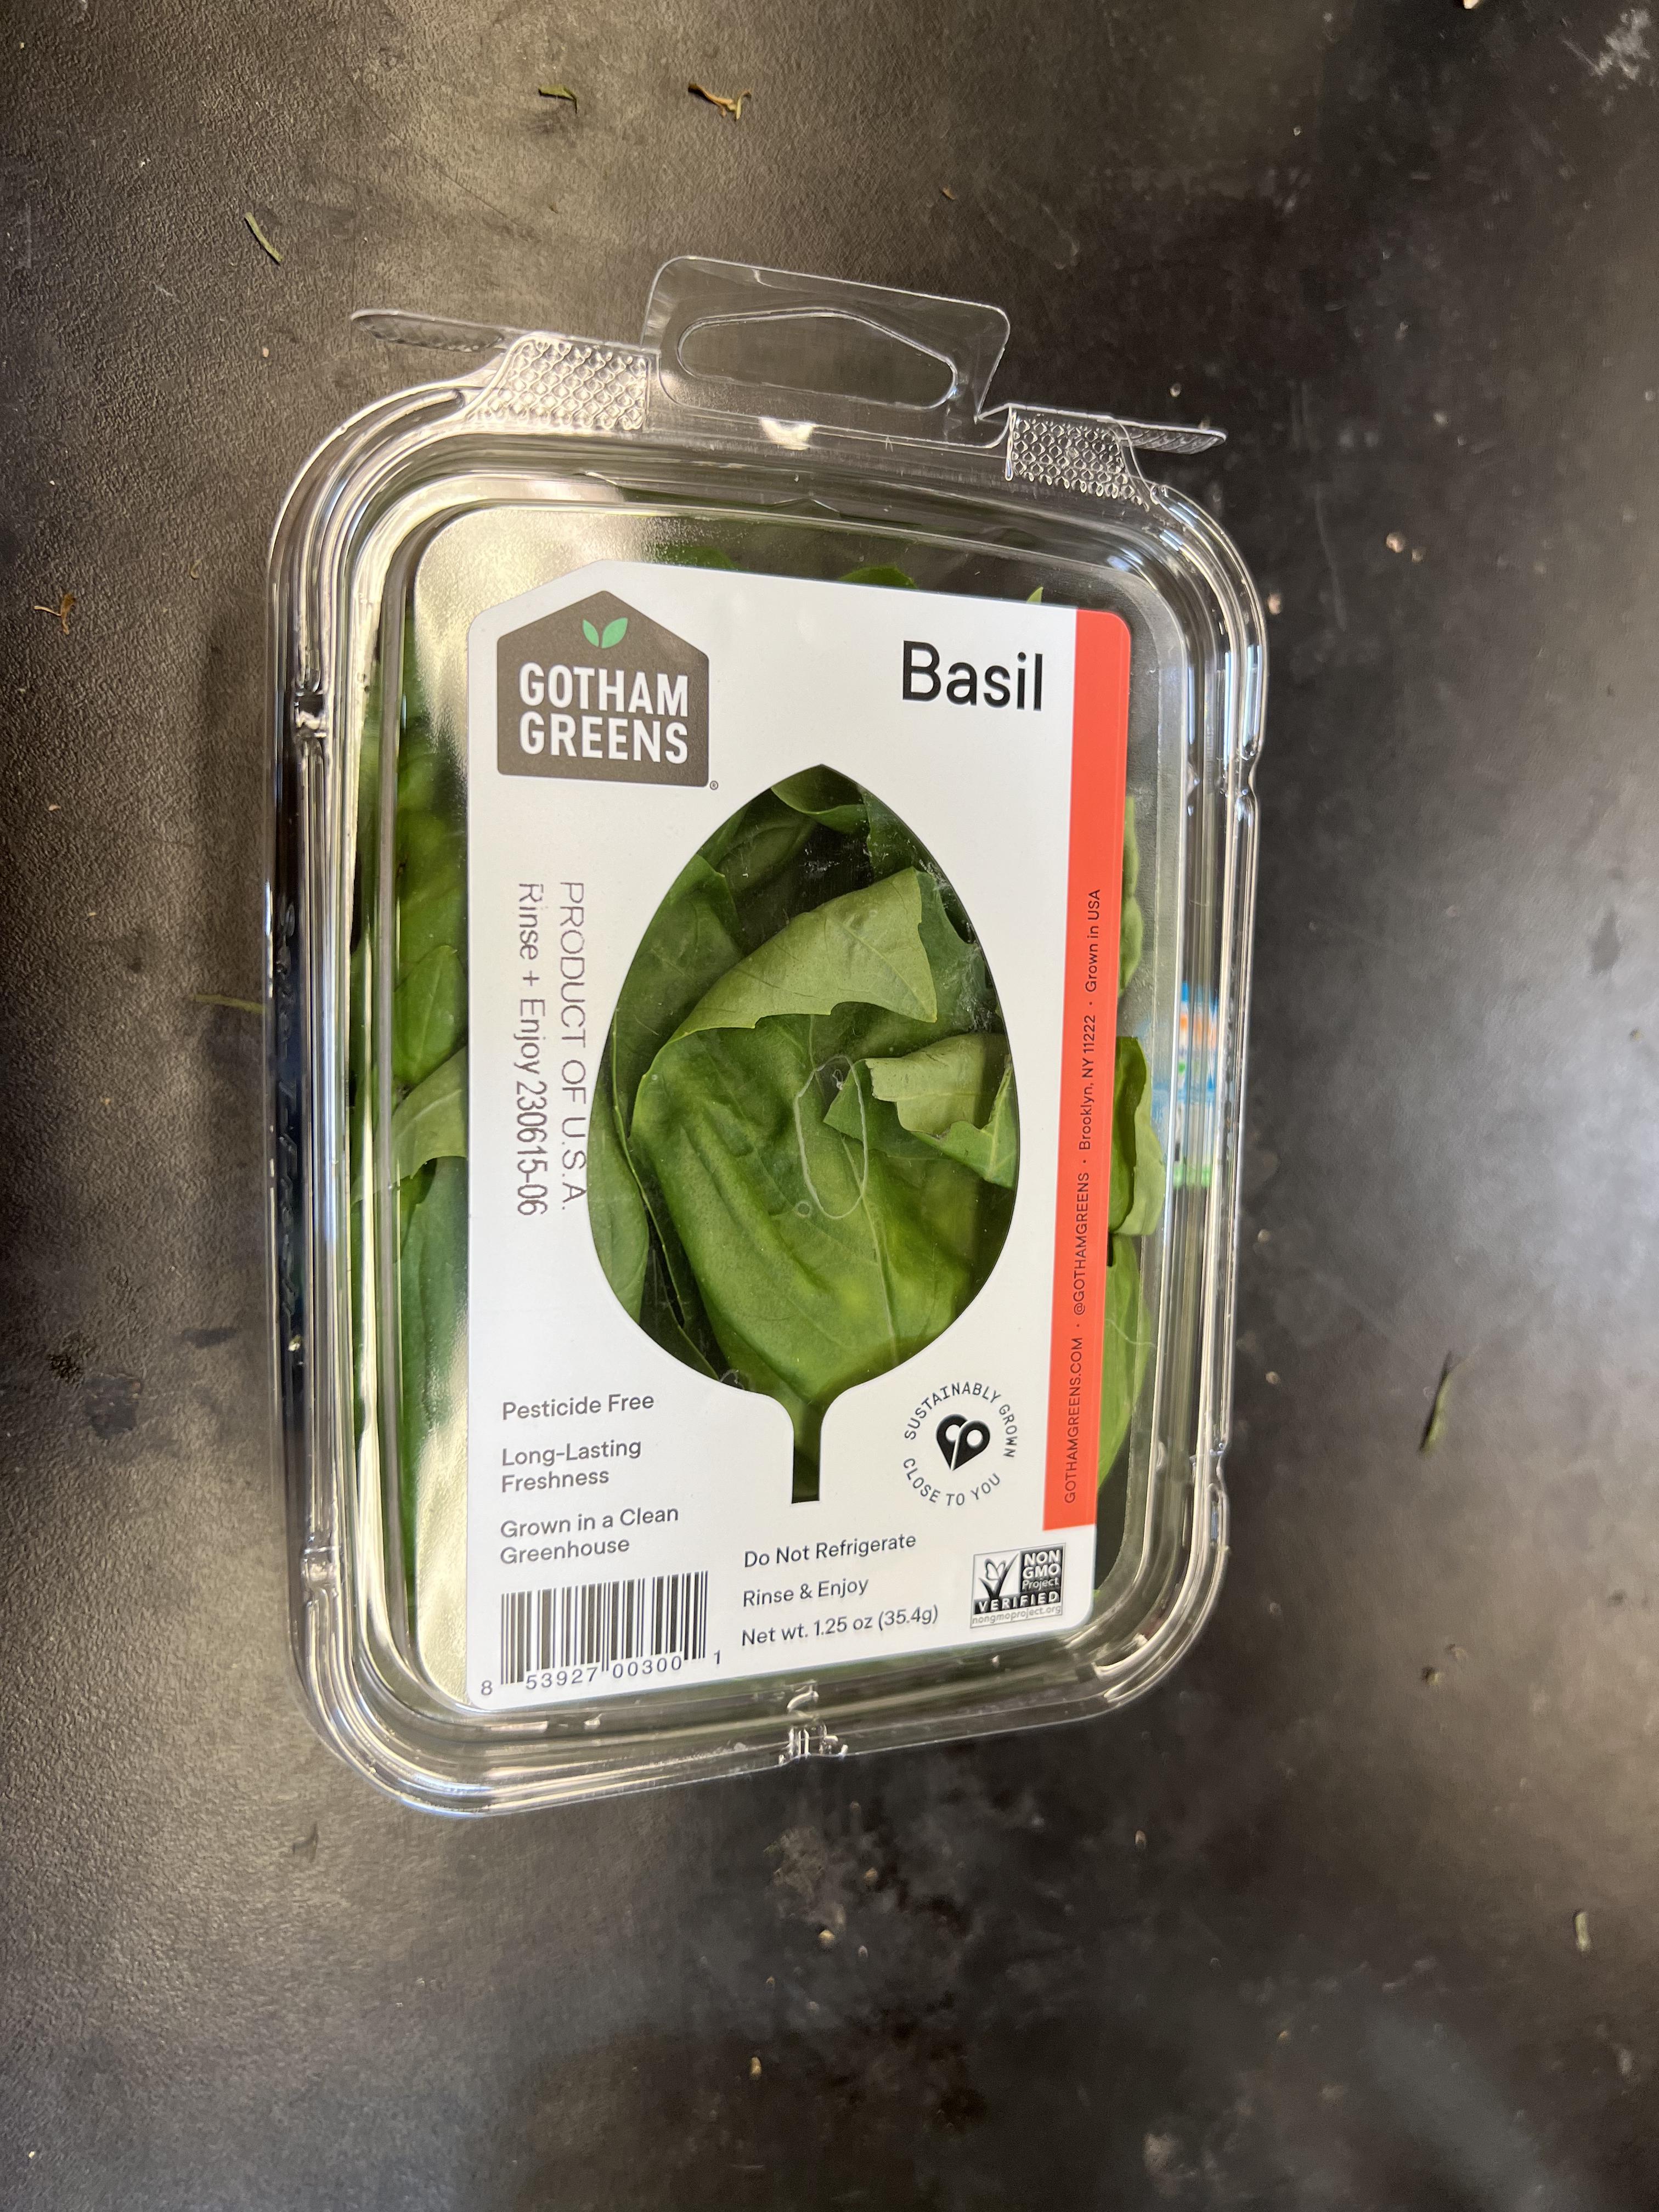 GOTHAM
GREENS
®
Basil
PRODUCT OF U.S.A.
Rinse + Enjoy 230615-06
GOTHAMGREENS.COM · @GOTHAMGREENS · Brooklyn, NY 11222 · Grown in USA
Pesticide Free
Long-Lasting
Freshness
Grown in a Clean
Greenhouse
SUSTAINABLY GROWN
CLOSE TO YOU
Do Not Refrigerate
Rinse & Enjoy
Net wt. 1.25 oz (35.4g)
NON
GMO
Project
VERIFIED
nongmoproject.org
8 53927 00300 1